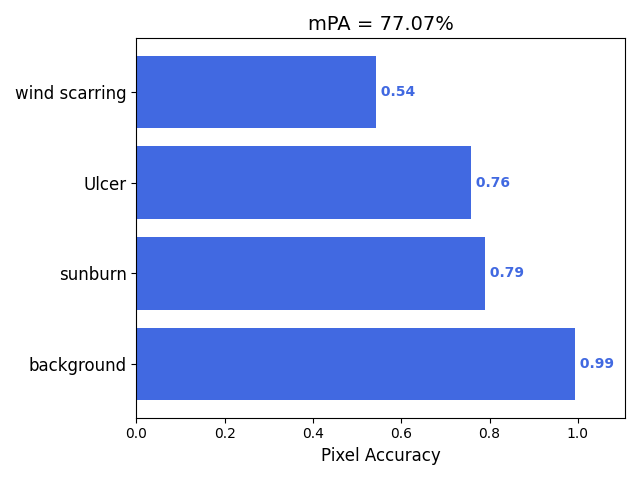 mPA = 77.07%
wind scarring
0.54
Ulcer
0.76
sunburn
0.79
background
0.99
0.0 0.2 0.4 0.6 0.8 1.0
Pixel Accuracy